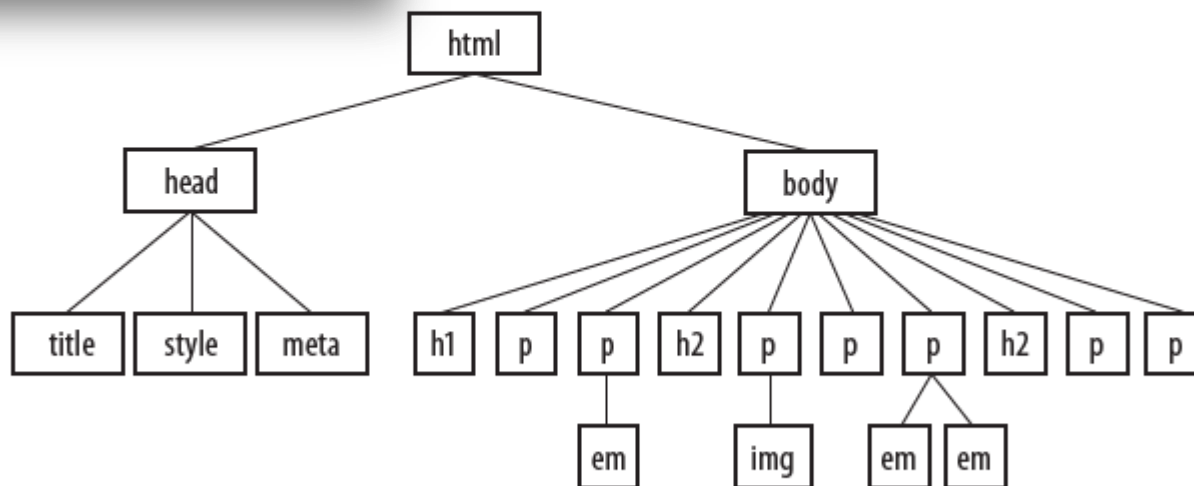 html
head body
title style meta h1 p p h2 p p p h2 p p
em img em em